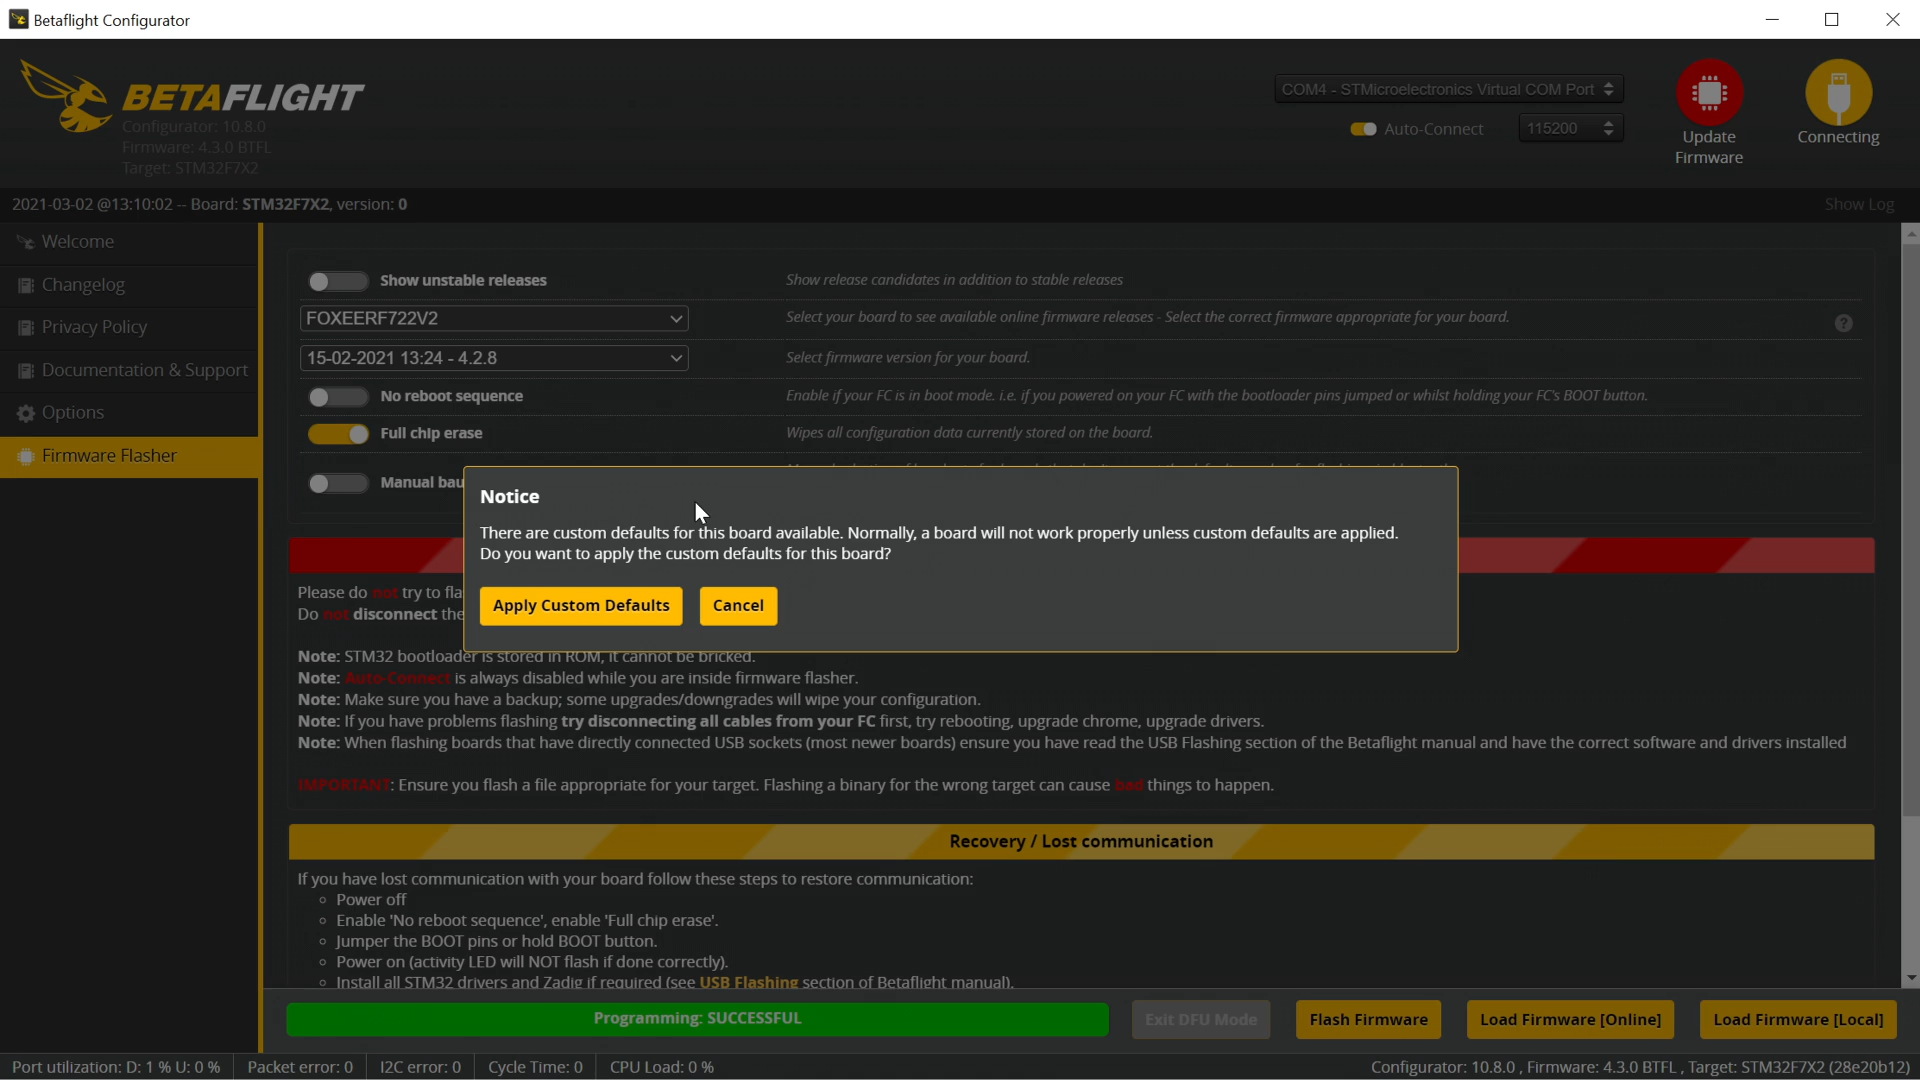 Betaflight Configurator
BETAFLIGHT
Configurator: 10.8.0
Firmware: 4.3.0 BTFL
Target: STM32F7X2
COM4 - STMicroelectronics Virtual COM Port
Auto-Connect
115200
Update
Firmware
Connecting
2021-03-02 @13:10:02 -- Board: STM32F7X2, version: 0
Show Log
Welcome
Changelog
Privacy Policy
Documentation & Support
Options
Firmware Flasher
Show unstable releases
Show release candidates in addition to stable releases
FOXEERF722V2
Select your board to see available online firmware releases - Select the correct firmware appropriate for your board.
?
15-02-2021 13:24 - 4.2.8
Select firmware version for your board.
No reboot sequence
Enable if your FC is in boot mode. i.e. if you powered on your FC with the bootloader pins jumped or whilst holding your FC's BOOT button.
Full chip erase
Wipes all configuration data currently stored on the board.
Manual bau
Notice
There are custom defaults for this board available. Normally, a board will not work properly unless custom defaults are applied.
Do you want to apply the custom defaults for this board?
Apply Custom Defaults
Cancel
Please do not try to fla
Do not disconnect the
Note: STM32 bootloader is stored in ROM, it cannot be bricked.
Note: Auto-Connect is always disabled while you are inside firmware flasher.
Note: Make sure you have a backup; some upgrades/downgrades will wipe your configuration.
Note: If you have problems flashing try disconnecting all cables from your FC first, try rebooting, upgrade chrome, upgrade drivers.
Note: When flashing boards that have directly connected USB sockets (most newer boards) ensure you have read the USB Flashing section of the Betaflight manual and have the correct software and drivers installed
IMPORTANT: Ensure you flash a file appropriate for your target. Flashing a binary for the wrong target can cause bad things to happen.
Recovery / Lost communication
If you have lost communication with your board follow these steps to restore communication:
Power off
Enable 'No reboot sequence', enable 'Full chip erase'.
Jumper the BOOT pins or hold BOOT button.
Power on (activity LED will NOT flash if done correctly).
Install all STM32 drivers and Zadig if required (see USB Flashing section of Betaflight manual).
Programming: SUCCESSFUL
Exit DFU Mode
Flash Firmware
Load Firmware [Online]
Load Firmware [Local]
Port utilization: D: 1 % U: 0 %
Packet error: 0
I2C error: 0
Cycle Time: 0
CPU Load: 0 %
Configurator: 10.8.0 , Firmware: 4.3.0 BTFL , Target: STM32F7X2 (28e20b12)